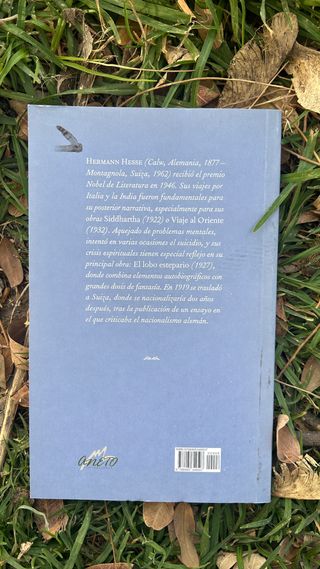 HERMANN HESSE (Calw, Alemania, 1877–
Montagnola, Suiza, 1962) recibió el premio
Nobel de Literatura en 1946. Sus viajes por
Italia y la India fueron fundamentales para
su posterior narrativa, especialmente para sus
obras Siddhartha (1922) o Viaje al Oriente
(1932). Aquejado de problemas mentales,
intentó en varias ocasiones el suicidio, y sus
crisis espirituales tienen especial reflejo en su
principal obra: El lobo estepario (1927),
donde combina elementos autobiográficos con
grandes dosis de fantasía. En 1919 se trasladó
a Suiza, donde se nacionalizaría dos años
después, tras la publicación de un ensayo en
el que criticaba el nacionalismo alemán.
aneto